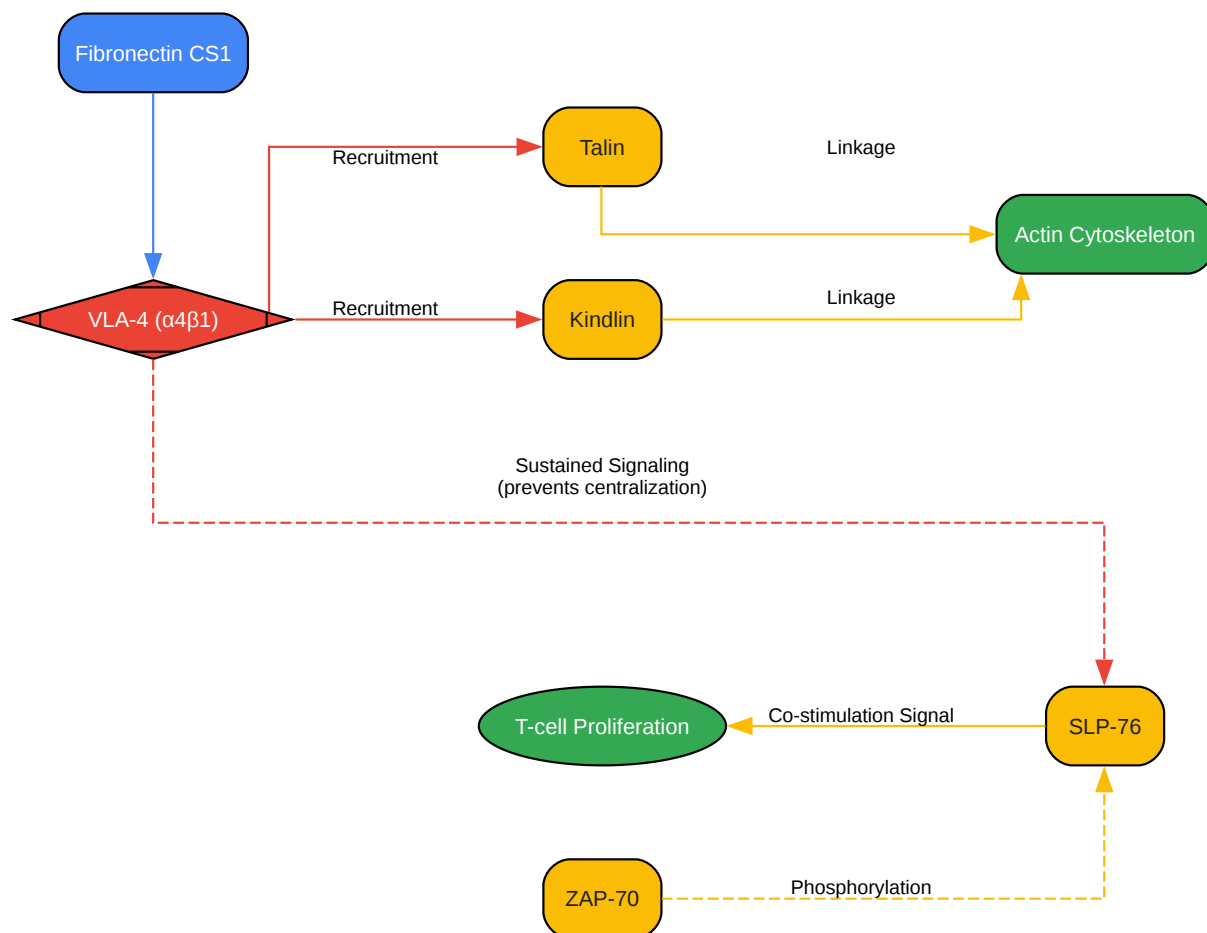 Fibronectin CS1
Talin
Linkage
Recruitment
Actin Cytoskeleton
VLA-4 (α4β1)
Recruitment
Kindlin
Linkage
Sustained Signaling
(prevents centralization)
T-cell Proliferation
Co-stimulation Signal
SLP-76
ZAP-70
Phosphorylation